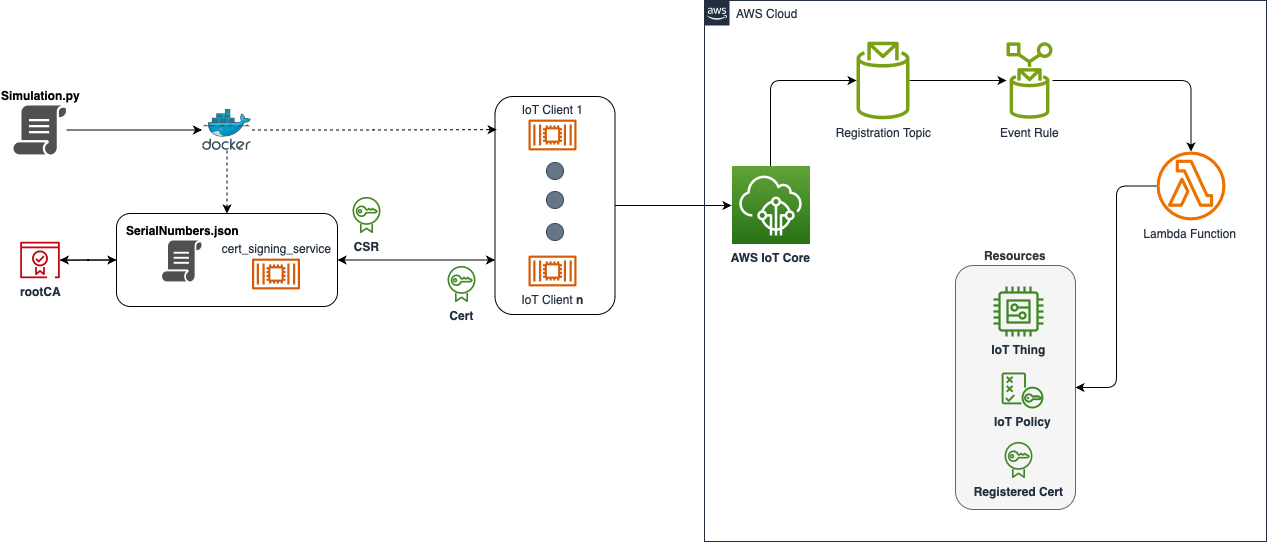 aws
AWS Cloud
Simulation.py
docker
IoT Client 1
Registration Topic
Event Rule
SerialNumbers.json
cert_signing_service
CSR
rootCA
Cert
IoT Client n
AWS IoT Core
Lambda Function
Resources
IoT Thing
IoT Policy
Registered Cert